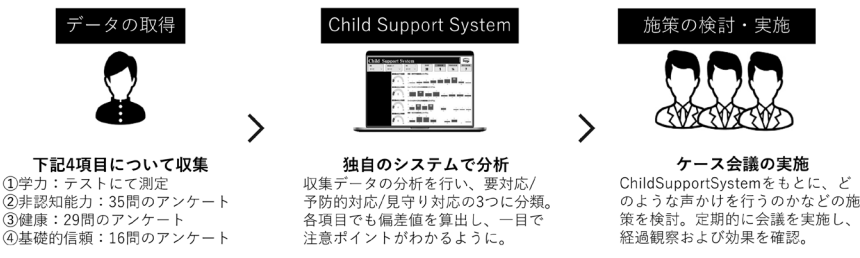 データの取得
下記4項目について収集
①学力：テストにて測定
②非認知能力：35問のアンケート
③健康：29問のアンケート
④基礎的信頼：16問のアンケート
Child Support System
Child Support System
独自のシステムで分析
収集データの分析を行い、要対応/
予防的対応/見守り対応の3つに分類。
各項目でも偏差値を算出し、一目で
注意ポイントがわかるように。
施策の検討・実施
ケース会議の実施
ChildSupportSystemをもとに、ど
のような声かけを行うのかなどの施
策を検討。定期的に会議を実施し、
経過観察および効果を確認。